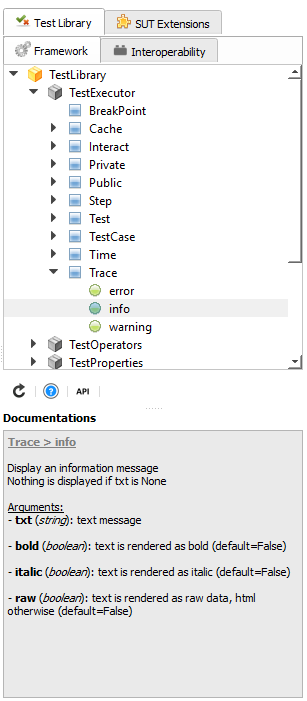 Test Library
SUT Extensions
Framework
Interoperability
TestLibrary
TestExecutor
BreakPoint
Cache
Interact
Private
Public
Step
Test
TestCase
Time
Trace
error
info
warning
TestOperators
TestProperties
API
Documentations
Trace > info
Display an information message
Nothing is displayed if txt is None
Arguments:
- txt (string): text message
- bold (boolean): text is rendered as bold (default=False)
- italic (boolean): text is rendered as italic (default=False)
- raw (boolean): text is rendered as raw data, html
otherwise (default=False)